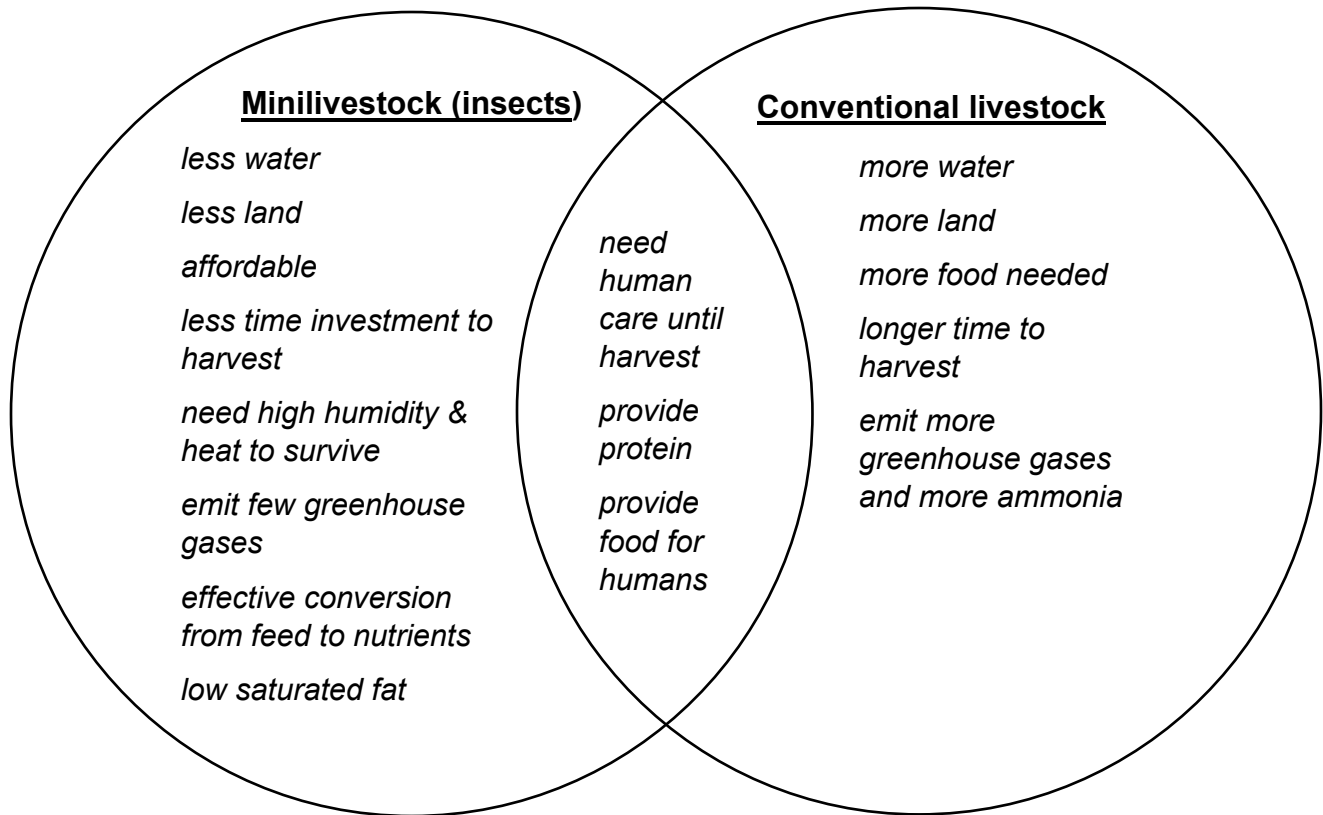 Minilivestock (insects)
less water
less land
affordable
less time investment to
harvest
need high humidity &
heat to survive
emit few greenhouse
gases
effective conversion
from feed to nutrients
low saturated fat
need
human
care until
harvest
provide
protein
provide
food for
humans
Conventional livestock
more water
more land
more food needed
longer time to
harvest
emit more
greenhouse gases
and more ammonia